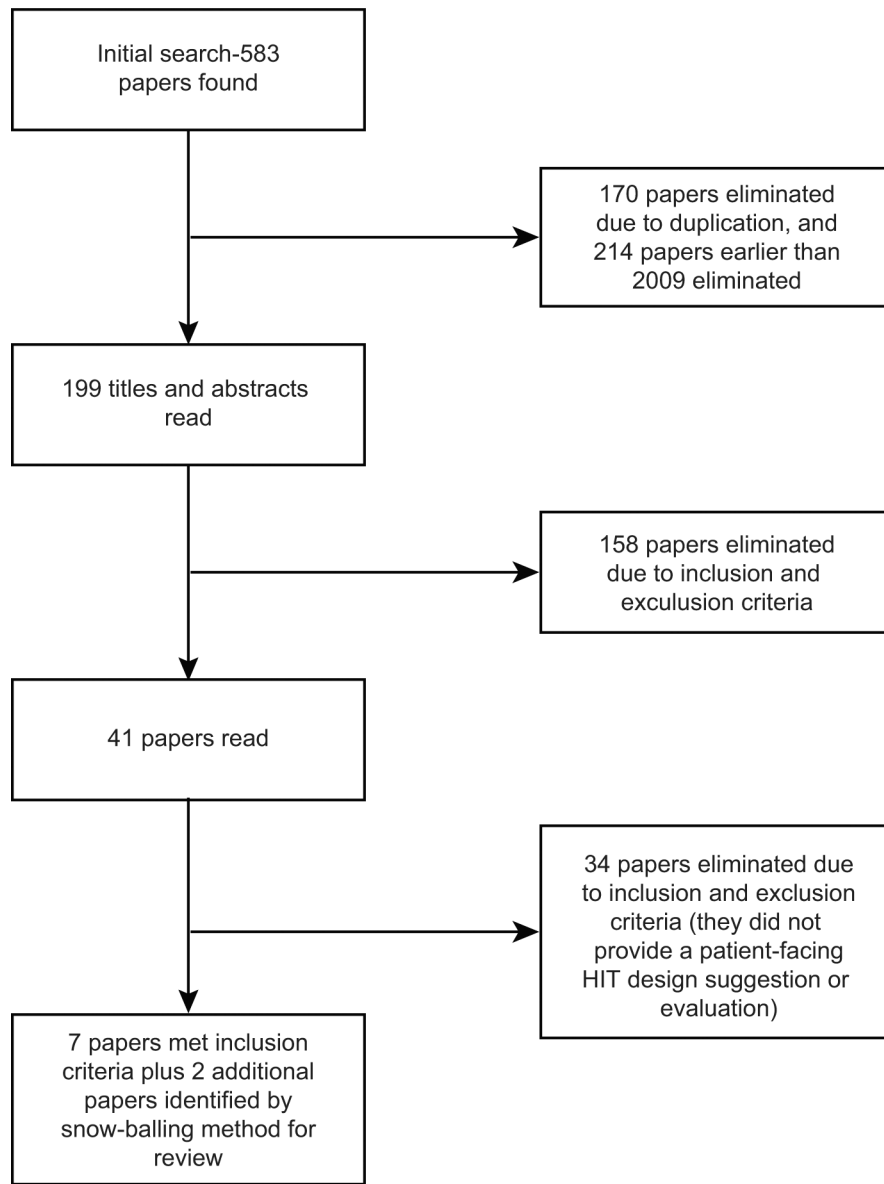 Initial search-583
papers found
170 papers eliminated
due to duplication, and
214 papers earlier than
2009 eliminated
199 titles and abstracts
read
158 papers eliminated
due to inclusion and
exculusion criteria
41 papers read
34 papers eliminated due
to inclusion and exclusion
criteria (they did not
provide a patient-facing
HIT design suggestion or
evaluation)
7 papers met inclusion
criteria plus 2 additional
papers identified by
snow-balling method for
review